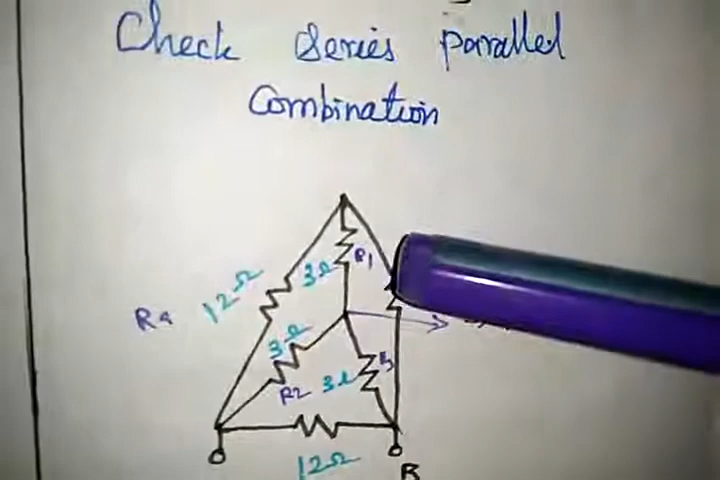 Check Series parallel
Combination
3Ω R1
12Ω
R4
3Ω
R2 3Ω R3
12Ω
B